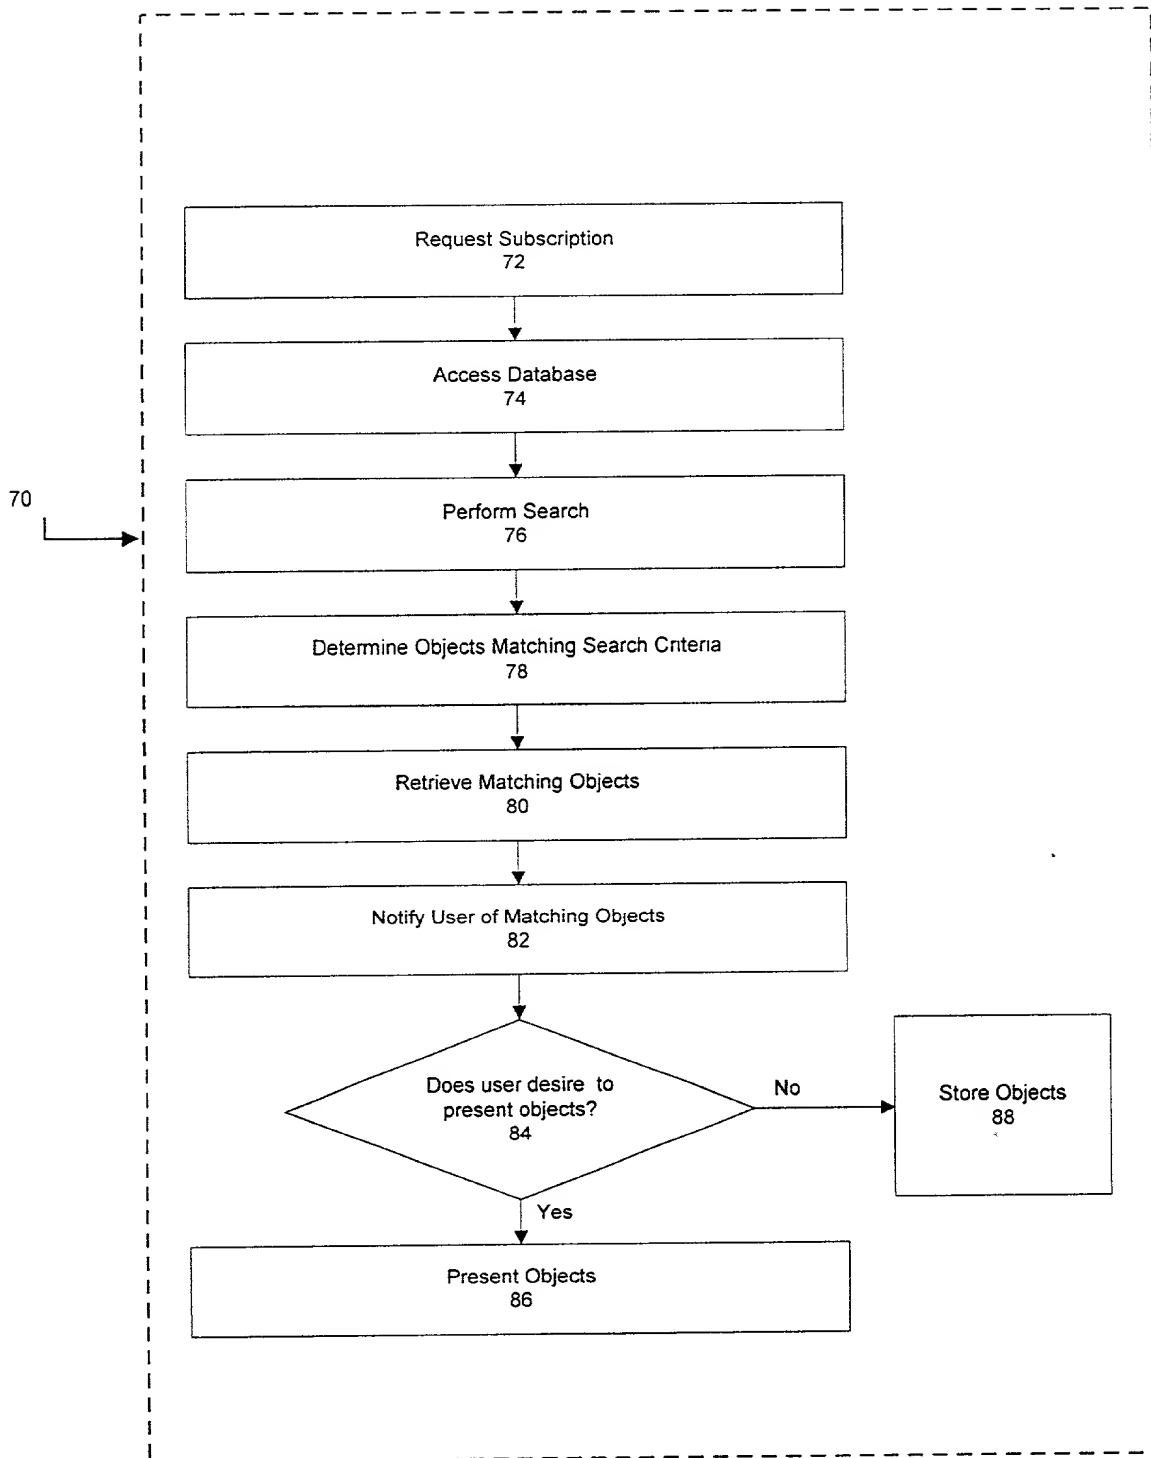 Request Subscription
72
Access Database
74
Perform Search
76
70
Determine Objects Matching Search Criteria
78
Retrieve Matching Objects
80
Notify User of Matching Objects
82
Does user desire to
present objects?
84
No
Store Objects
88
Yes
Present Objects
86